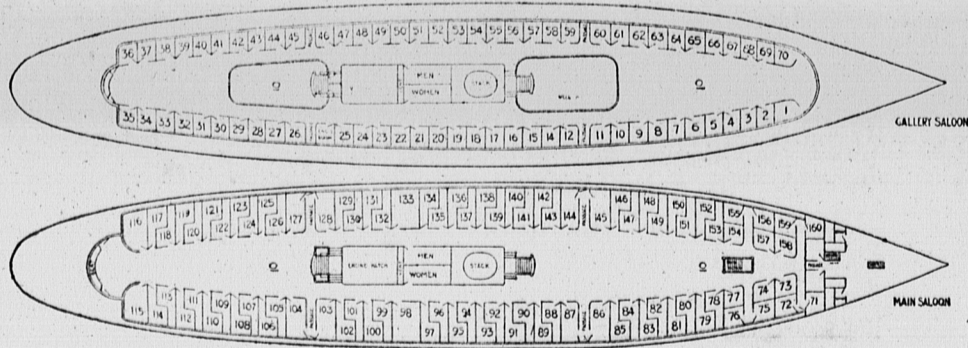 36 37 38 39 40 41 42 43 44 45 46 47 48 49 50 51 52 53 54 55 56 57 58 59 60 61 62 63 64 65 66 67 68 69 70
MEN
WOMEN
STACK
35 34 33 32 31 30 29 28 27 26 25 24 23 22 21 20 19 18 17 16 15 14 12 11 10 9 8 7 6 5 4 3 2 1
GALLERY SALOON
116 117 119 121 123 125 129 131 133 134 136 138 140 142 146 148 150 152 155 156 159
118 120 122 124 126 127 128 130 132 135 137 139 141 143 144 145 147 149 151 153 154 157 158 160
ENGINE HATCH
MEN
WOMEN
STACK
113 111 109 107 105 104 103 101 99 98 96 94 92 90 88 87 86 84 82 80 78 77 74 73
115 114 112 110 108 106 102 100 97 95 93 91 89 85 83 81 79 76 75 72 71
MAIN SALOON